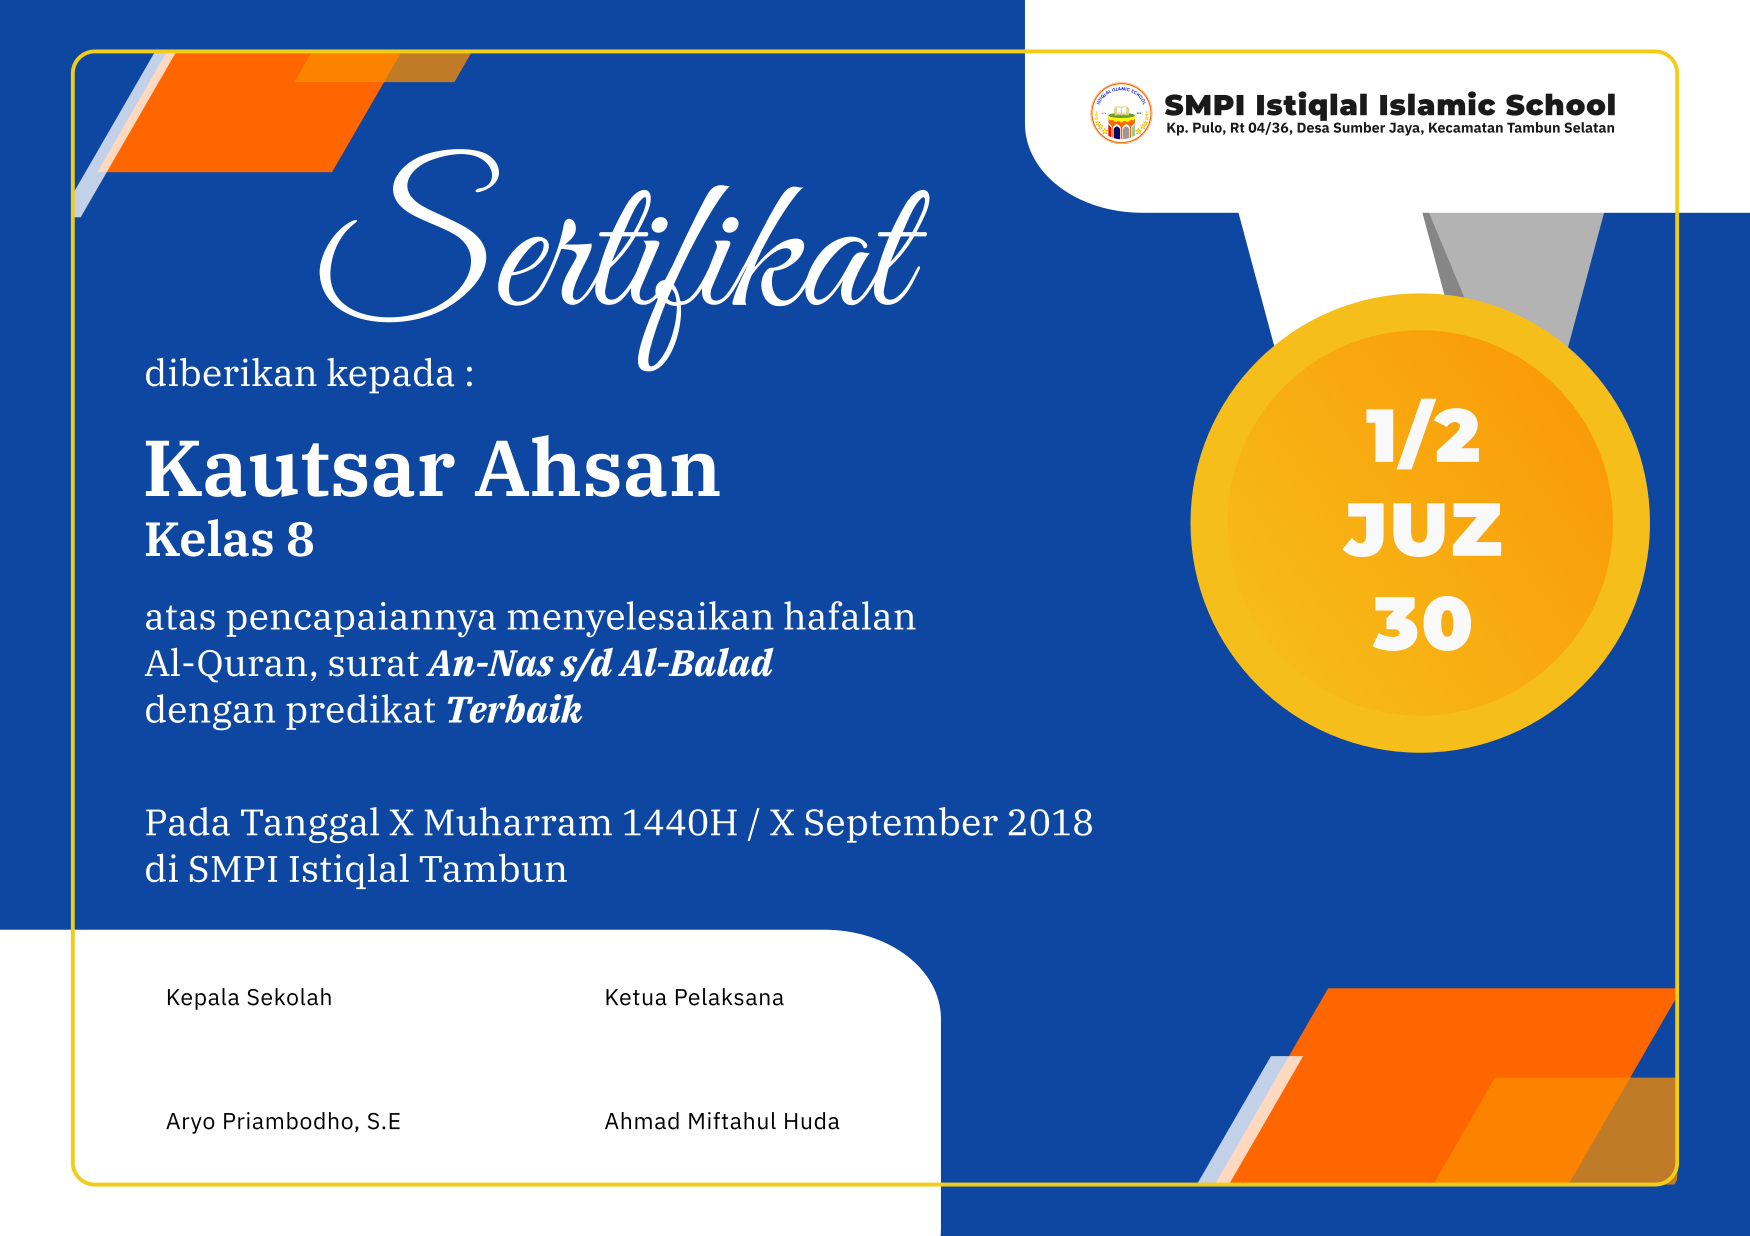 SMPI Istiqlal Islamic School
Kp. Pulo, Rt 04/36, Desa Sumber Jaya, Kecamatan Tambun Selatan
ISTIQLAL ISLAMIC SCHOOL
Sertifikat
diberikan kepada :
Kautsar Ahsan
Kelas 8
atas pencapaiannya menyelesaikan hafalan
Al-Quran, surat An-Nas s/d Al-Balad
dengan predikat Terbaik
1/2
JUZ
30
Pada Tanggal X Muharram 1440H / X September 2018
di SMPI Istiqlal Tambun
Kepala Sekolah
Ketua Pelaksana
Aryo Priambodho, S.E
Ahmad Miftahul Huda